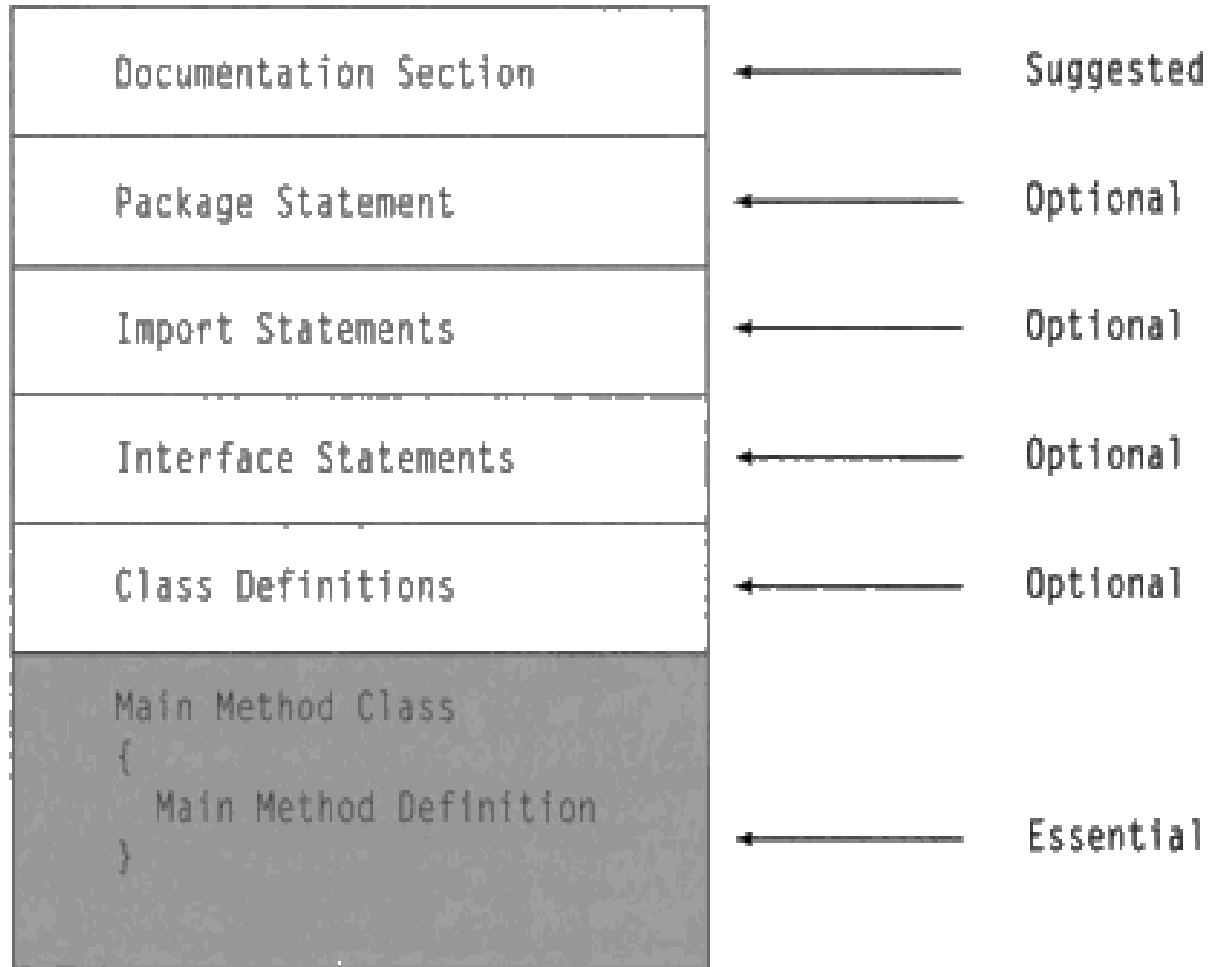 Documentation Section Suggested
Package Statement Optional
Import Statements Optional
Interface Statements Optional
Class Definitions Optional
Main Method Class
{
Main Method Definition
}
Essential